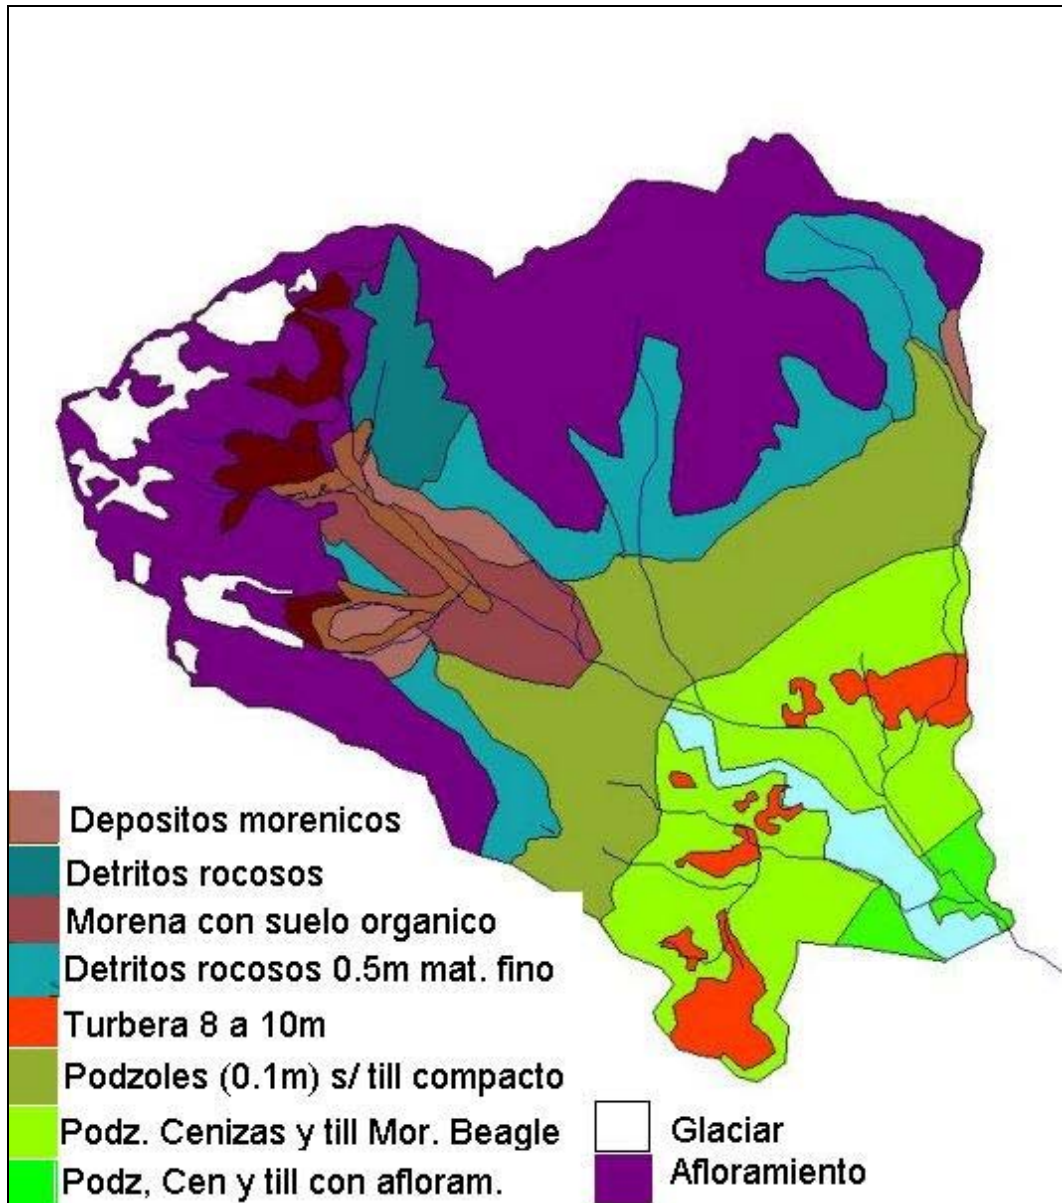 Depositos morenicos
Detritos rocosos
Morena con suelo organico
Detritos rocosos 0.5m mat. fino
Turbera 8 a 10m
Podzoles (0.1m) s/ till compacto
Podz. Cenizas y till Mor. Beagle
Podz, Cen y till con afloram.
Glaciar
Afloramiento